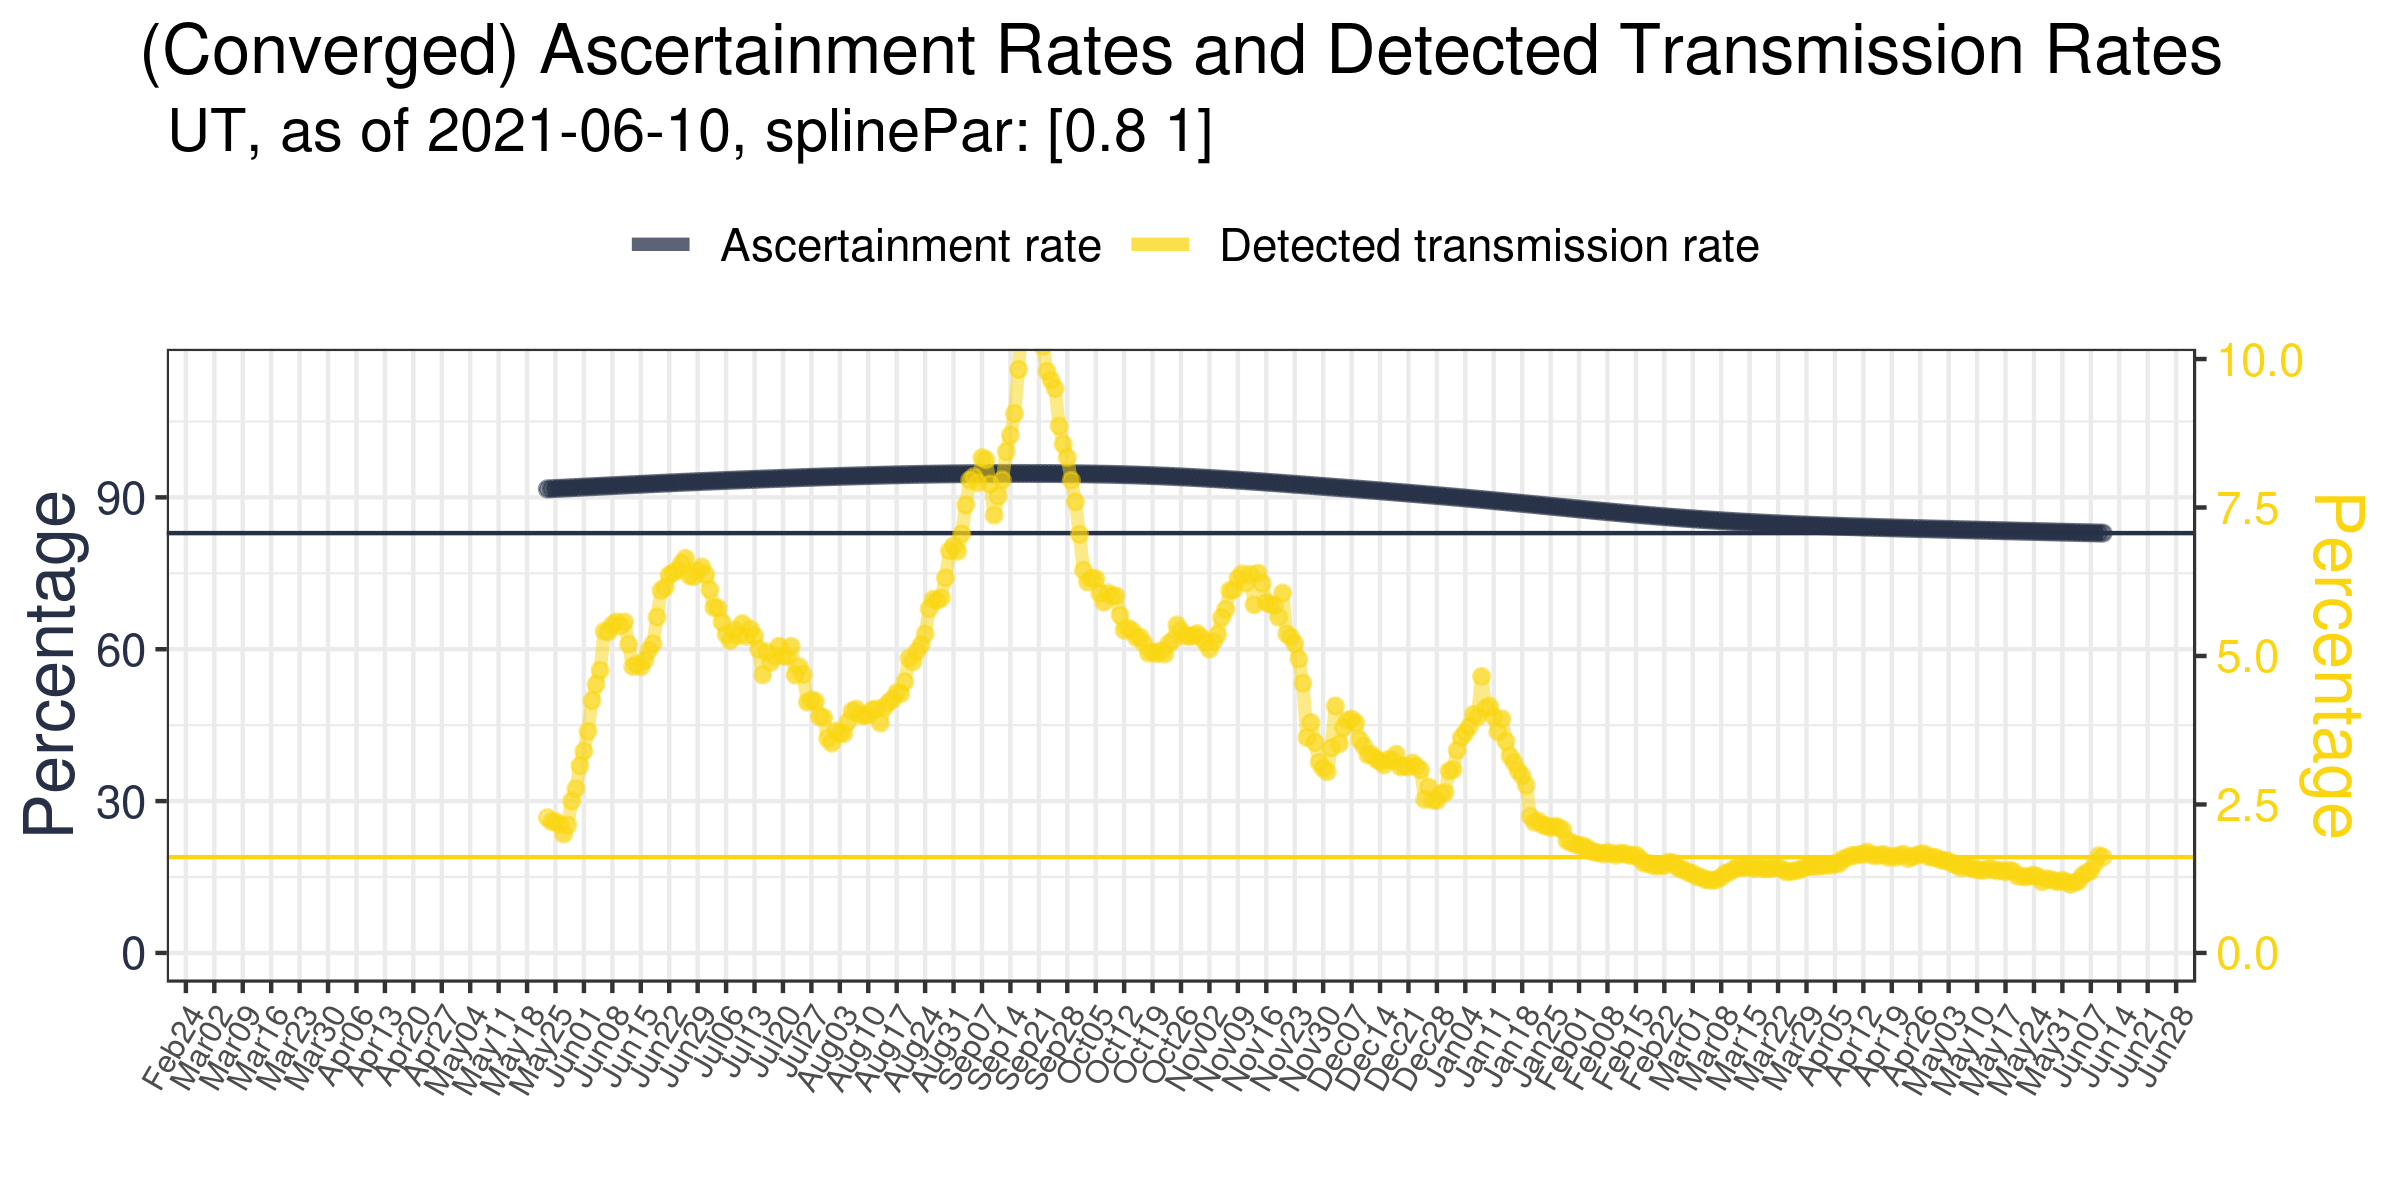 (Converged) Ascertainment Rates and Detected Transmission Rates
UT, as of 2021-06-10, splinePar: [0.8 1]
Ascertainment rate
Detected transmission rate
Percentage
90
60
30
0
10.0
7.5
5.0
2.5
0.0
Percentage
Feb24
Mar02
Mar09
Mar16
Mar23
Mar30
Apr06
Apr13
Apr20
Apr27
May04
May11
May18
May25
Jun01
Jun08
Jun15
Jun22
Jun29
Jul06
Jul13
Jul20
Jul27
Aug03
Aug10
Aug17
Aug24
Aug31
Sep07
Sep14
Sep21
Sep28
Oct05
Oct12
Oct19
Oct26
Nov02
Nov09
Nov16
Nov23
Nov30
Dec07
Dec14
Dec21
Dec28
Jan04
Jan11
Jan18
Jan25
Feb01
Feb08
Feb15
Feb22
Mar01
Mar08
Mar15
Mar22
Mar29
Apr05
Apr12
Apr19
Apr26
May03
May10
May17
May24
May31
Jun07
Jun14
Jun21
Jun28